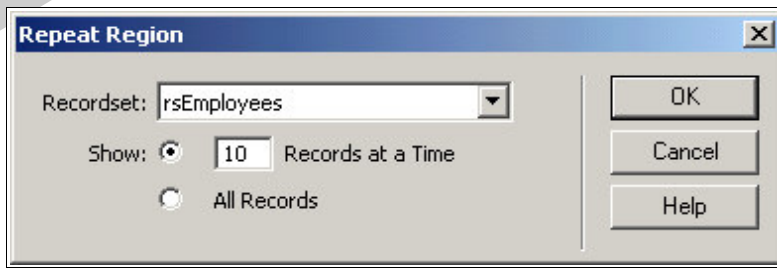 Repeat Region
Recordset: rsEmployees
Show: 10 Records at a Time
All Records
OK
Cancel
Help